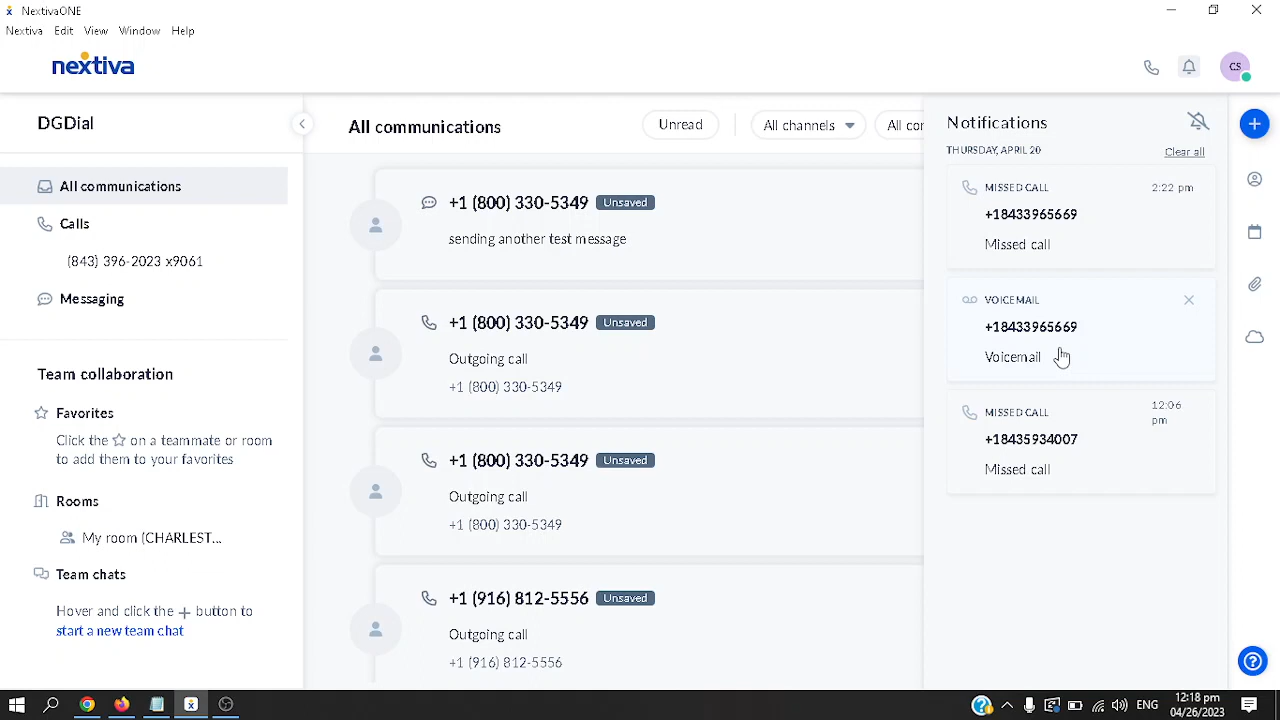 NextivaONE
Nextiva Edit View Window Help
nextiva
CS
DGDial
All communications
Calls
(843) 396-2023 x9061
Messaging
Team collaboration
Favorites
Click the on a teammate or room
to add them to your favorites
Rooms
My room (CHARLEST...
Team chats
Hover and click the button to
start a new team chat
All communications
Unread
All channels
All cor
+1 (800) 330-5349 Unsaved
sending another test message
+1 (800) 330-5349 Unsaved
Outgoing call
+1 (800) 330-5349
+1 (800) 330-5349 Unsaved
Outgoing call
+1 (800) 330-5349
+1 (916) 812-5556 Unsaved
Outgoing call
+1 (916) 812-5556
Notifications
THURSDAY, APRIL 20
Clear all
MISSED CALL 2:22 pm
+18433965669
Missed call
VOICEMAIL
+18433965669
Voicemail
MISSED CALL 12:06
pm
+18435934007
Missed call
ENG
12:18 pm
04/26/2023